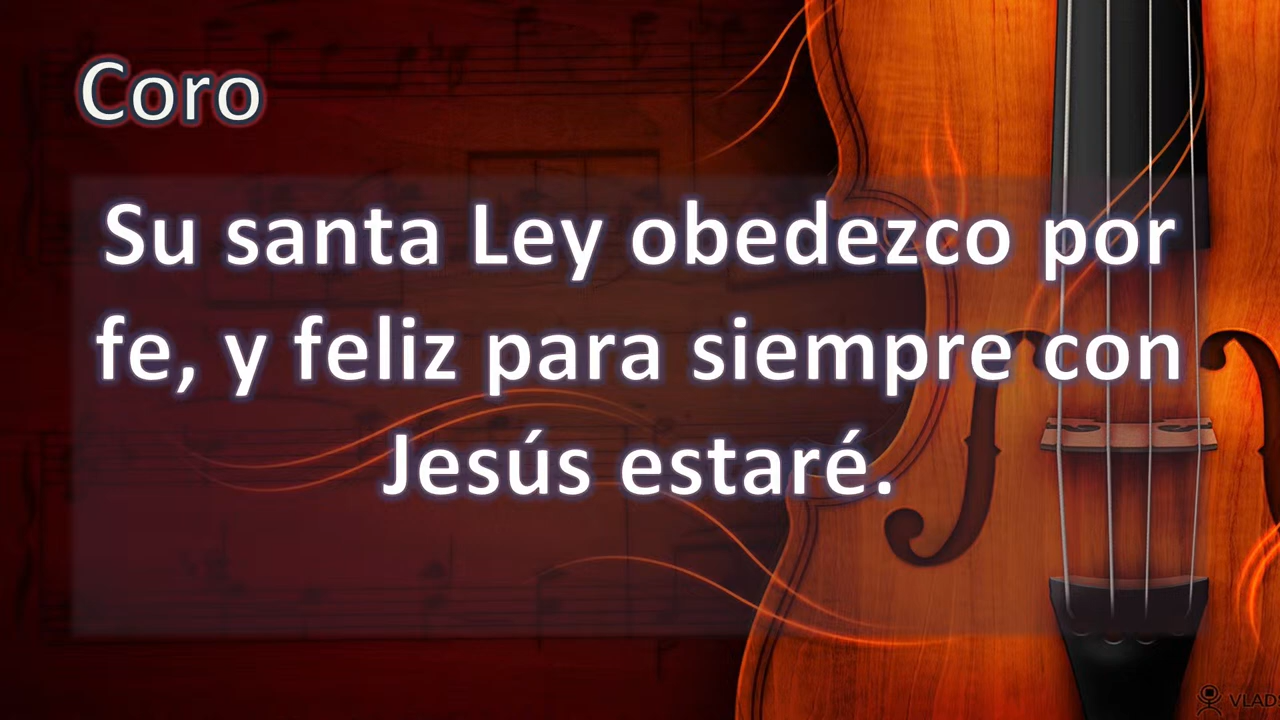 Coro
Su santa Ley obedezco por
fe, y feliz para siempre con
Jesús estaré.